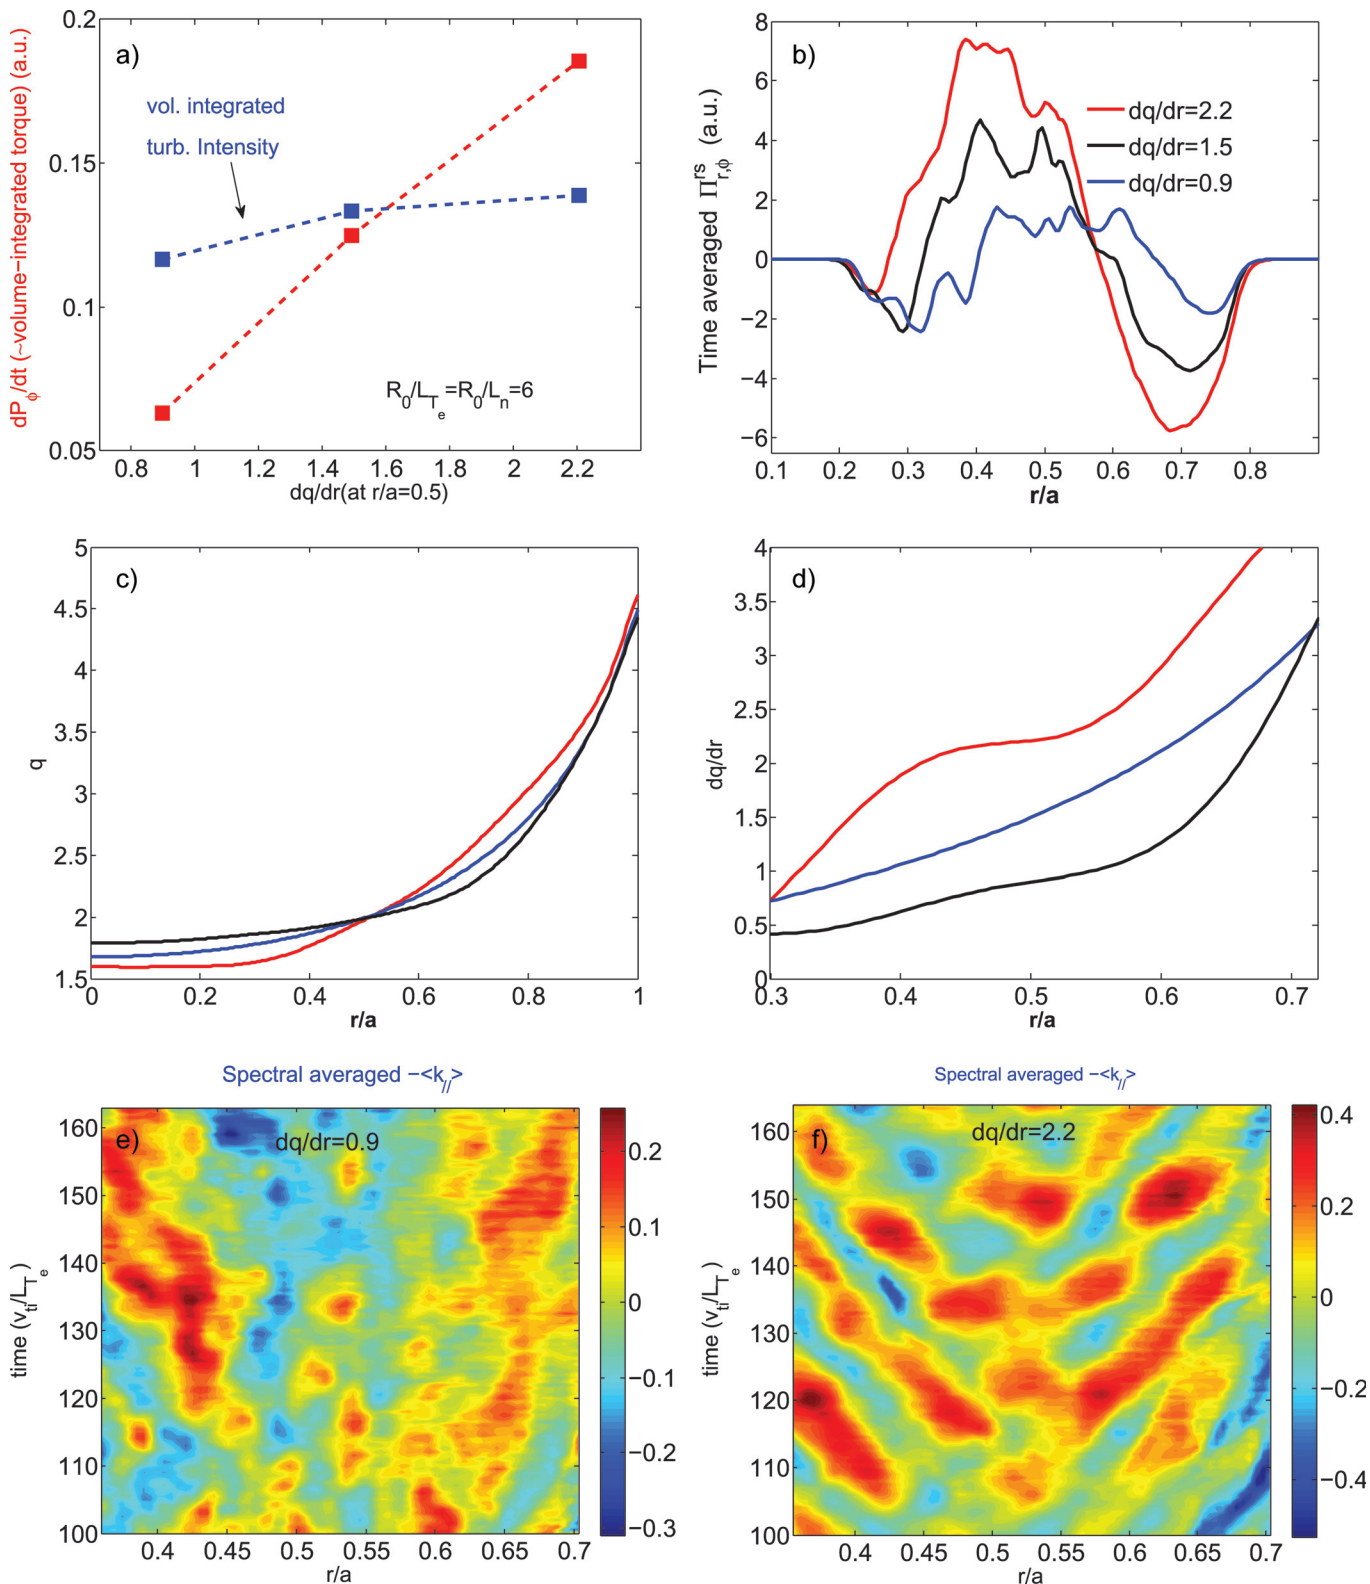 a)
vol. integrated
turb. Intensity
R₀/L_Tₑ=R₀/Lₙ=6
dP_ϕ/dt (~volume−integrated torque) (a.u.)
0.2
0.15
0.1
0.05
0.8 1 1.2 1.4 1.6 1.8 2 2.2
dq/dr(at r/a=0.5)
b)
dq/dr=2.2
dq/dr=1.5
dq/dr=0.9
Time averaged Π^rs_r,ϕ (a.u.)
8
6
4
2
0
−2
−4
−6
0.1 0.2 0.3 0.4 0.5 0.6 0.7 0.8
r/a
c)
q
5
4.5
4
3.5
3
2.5
2
1.5
0 0.2 0.4 0.6 0.8 1
r/a
d)
dq/dr
4
3.5
3
2.5
2
1.5
1
0.5
0
0.3 0.4 0.5 0.6 0.7
r/a
Spectral averaged −<k_//>
e)
dq/dr=0.9
time (v_ti/L_Tₑ)
160
150
140
130
120
110
100
0.4 0.45 0.5 0.55 0.6 0.65 0.7
r/a
0.2
0.1
0
−0.1
−0.2
−0.3
Spectral averaged −<k_//>
f)
dq/dr=2.2
time (v_ti/L_Tₑ)
160
150
140
130
120
110
100
0.4 0.45 0.5 0.55 0.6 0.65 0.7
r/a
0.4
0.2
0
−0.2
−0.4